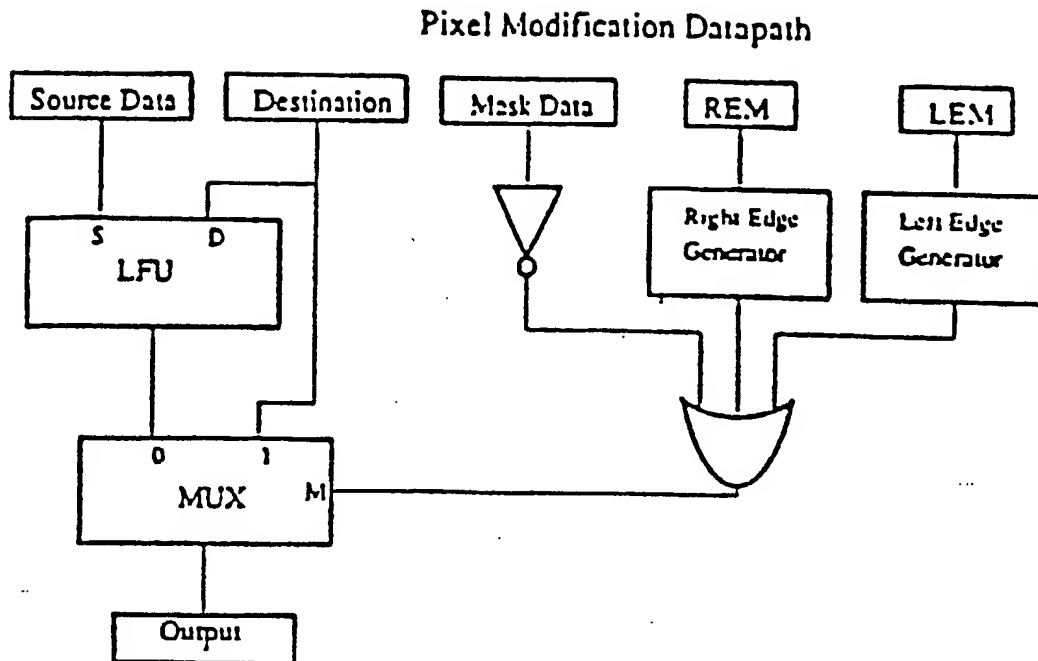 Pixel Modification Datapath
Source Data
Destination
Mask Data
REM
LEM
S
D
LFU
Right Edge
Generator
Left Edge
Generator
0
1
MUX
M
Output